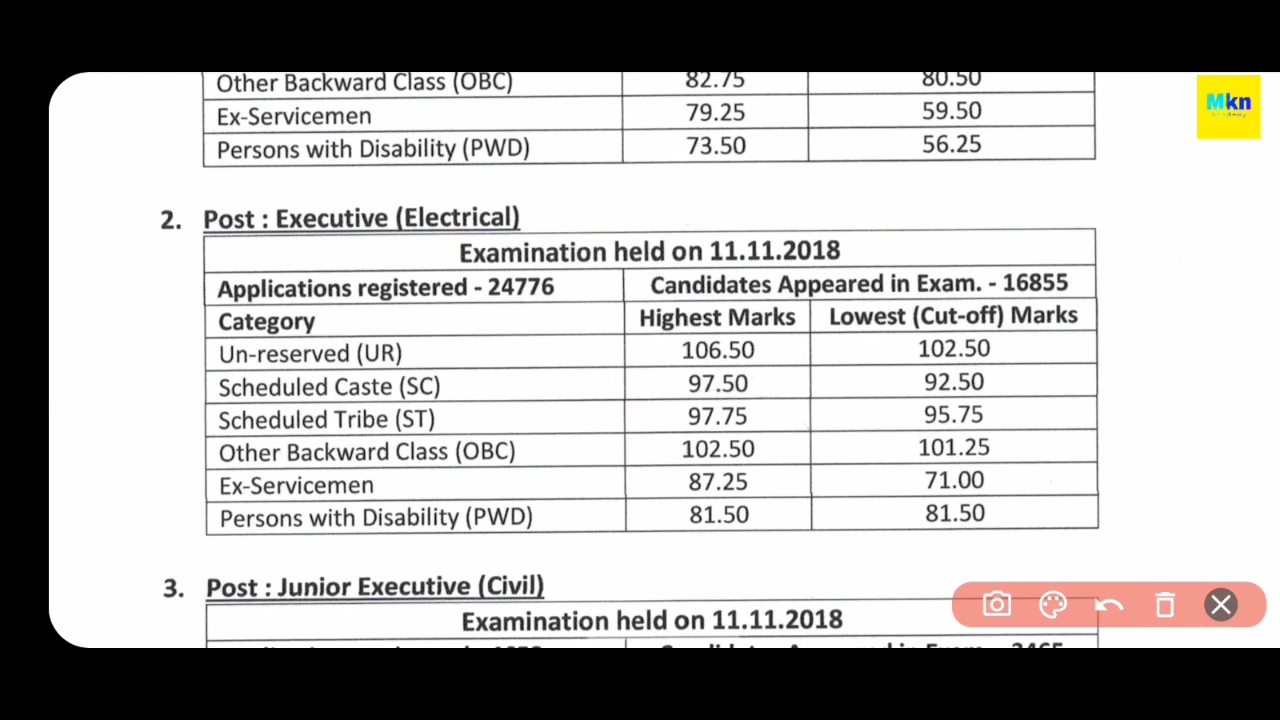 Other Backward Class (OBC) 82.75 80.50
Mkn
Academy
Ex-Servicemen 79.25 59.50
Persons with Disability (PWD) 73.50 56.25
2. Post : Executive (Electrical)
Examination held on 11.11.2018
Applications registered - 24776 Candidates Appeared in Exam. - 16855
Category Highest Marks Lowest (Cut-off) Marks
Un-reserved (UR) 106.50 102.50
Scheduled Caste (SC) 97.50 92.50
Scheduled Tribe (ST) 97.75 95.75
Other Backward Class (OBC) 102.50 101.25
Ex-Servicemen 87.25 71.00
Persons with Disability (PWD) 81.50 81.50
3. Post : Junior Executive (Civil)
Examination held on 11.11.2018